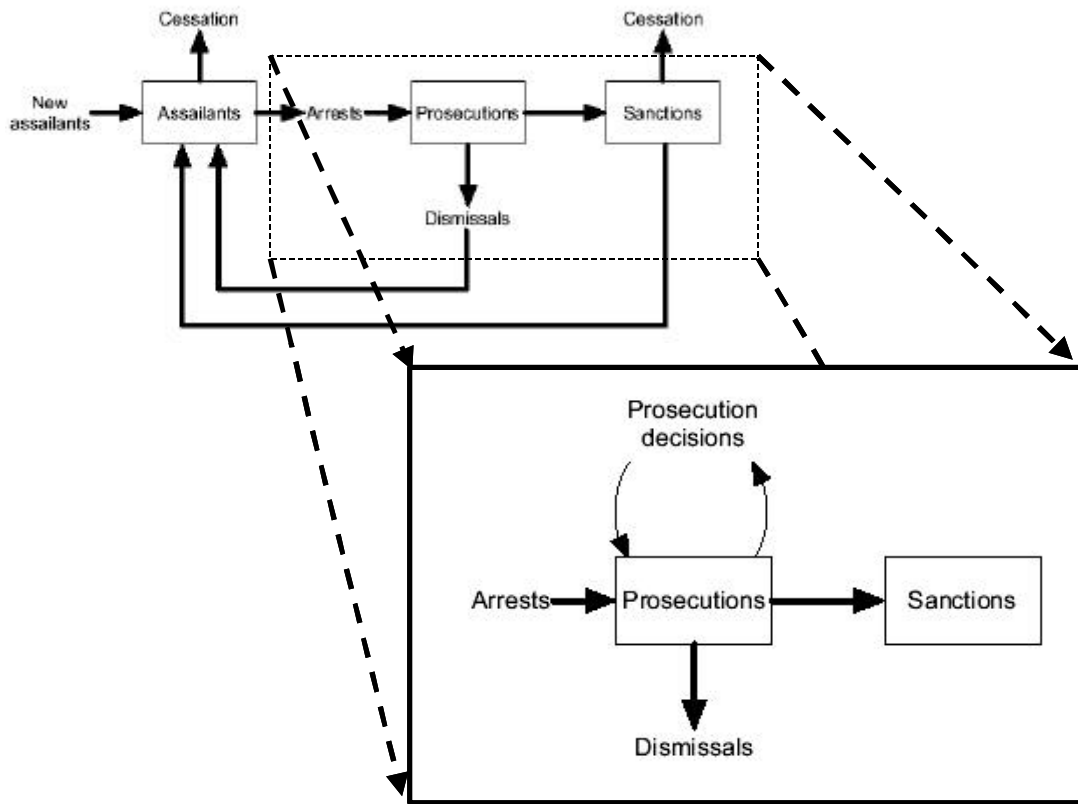 Cessation
Cessation
New
assailants
Assailants
Arrests
Prosecutions
Sanctions
Dismissals
Prosecution
decisions
Arrests
Prosecutions
Sanctions
Dismissals